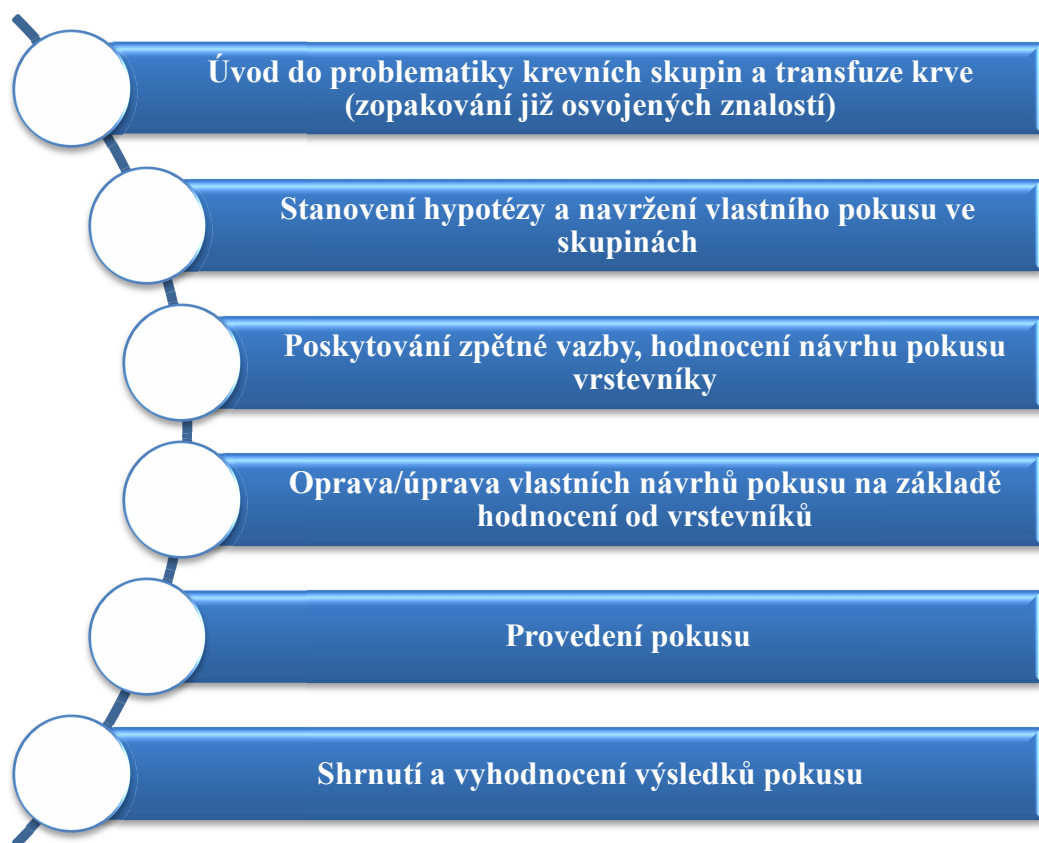 Úvod do problematiky krevních skupin a transfuze krve
(zopakování již osvojených znalostí)
Stanovení hypotézy a navržení vlastního pokusu ve
skupinách
Poskytování zpětné vazby, hodnocení návrhu pokusu
vrstevníky
Oprava/úprava vlastních návrhů pokusu na základě
hodnocení od vrstevníků
Provedení pokusu
Shrnutí a vyhodnocení výsledků pokusu